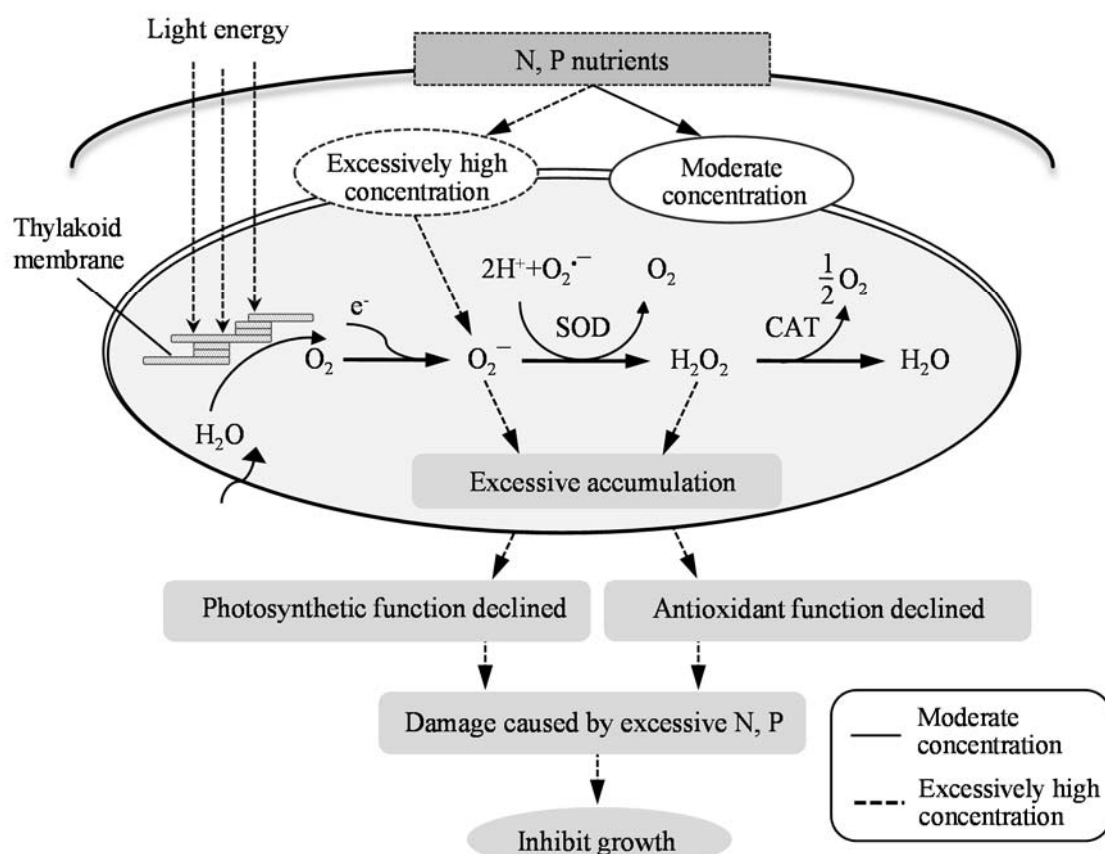 Light energy
N, P nutrients
Excessively high
concentration
Moderate
concentration
Thylakoid
membrane
2H⁺+O₂•⁻
O₂
1/2 O₂
e⁻
SOD
CAT
O₂
O₂⁻
H₂O₂
H₂O
H₂O
Excessive accumulation
Photosynthetic function declined
Antioxidant function declined
Damage caused by excessive N, P
Inhibit growth
Moderate
concentration
Excessively high
concentration